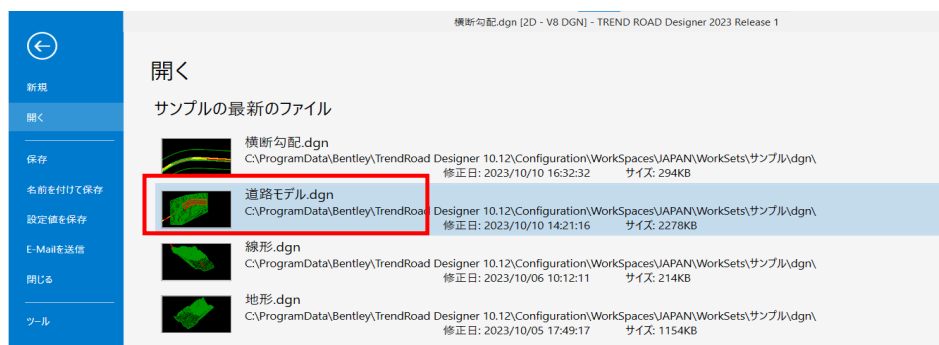 横断勾配.dgn [2D - V8 DGN] - TREND ROAD Designer 2023 Release 1
新規
開く
保存
名前を付けて保存
設定値を保存
E-Mailを送信
閉じる
ツール
開く
サンプルの最新のファイル
横断勾配.dgn
C:\ProgramData\Bentley\TrendRoad Designer 10.12\Configuration\WorkSpaces\JAPAN\WorkSets\サンプル\dgn\
修正日: 2023/10/10 16:32:32 サイズ: 294KB
道路モデル.dgn
C:\ProgramData\Bentley\TrendRoad Designer 10.12\Configuration\WorkSpaces\JAPAN\WorkSets\サンプル\dgn\
修正日: 2023/10/10 14:21:16 サイズ: 2278KB
線形.dgn
C:\ProgramData\Bentley\TrendRoad Designer 10.12\Configuration\WorkSpaces\JAPAN\WorkSets\サンプル\dgn\
修正日: 2023/10/06 10:12:11 サイズ: 214KB
地形.dgn
C:\ProgramData\Bentley\TrendRoad Designer 10.12\Configuration\WorkSpaces\JAPAN\WorkSets\サンプル\dgn\
修正日: 2023/10/05 17:49:17 サイズ: 1154KB